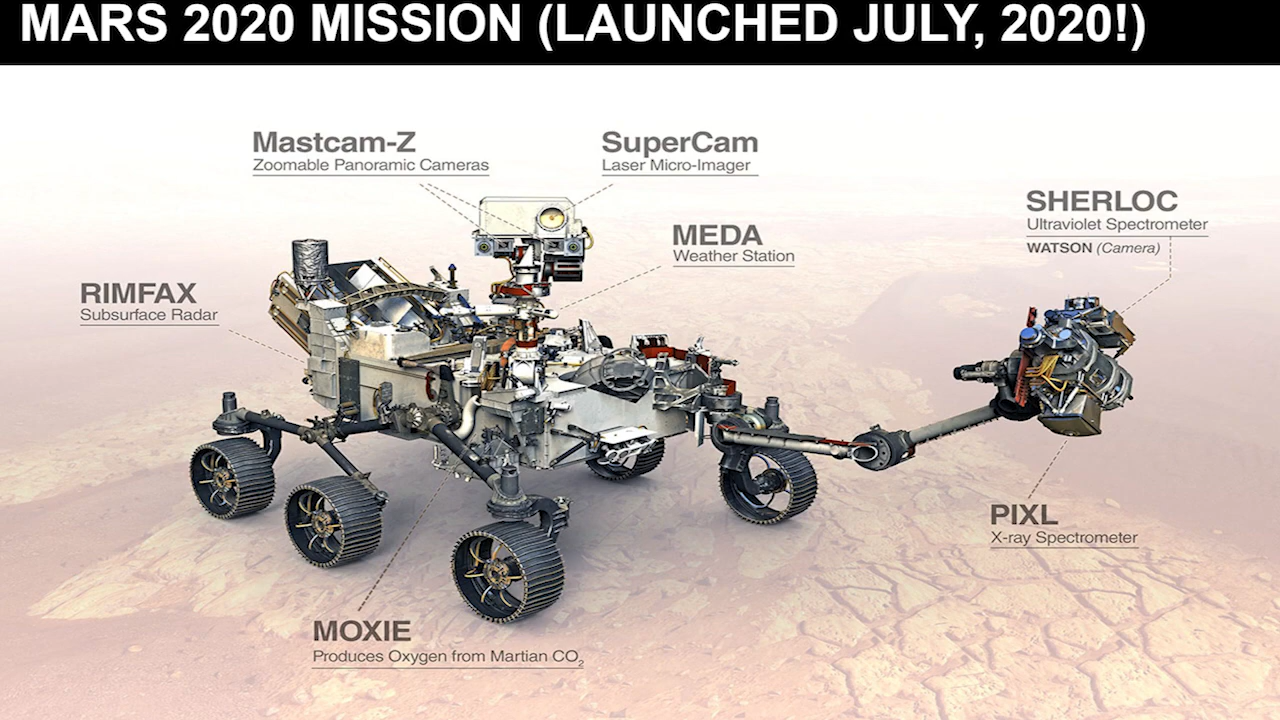 MARS 2020 MISSION (LAUNCHED JULY, 2020!)
Mastcam-Z
Zoomable Panoramic Cameras
SuperCam
Laser Micro-Imager
SHERLOC
Ultraviolet Spectrometer
WATSON (Camera)
MEDA
Weather Station
RIMFAX
Subsurface Radar
PIXL
X-ray Spectrometer
MOXIE
Produces Oxygen from Martian CO₂